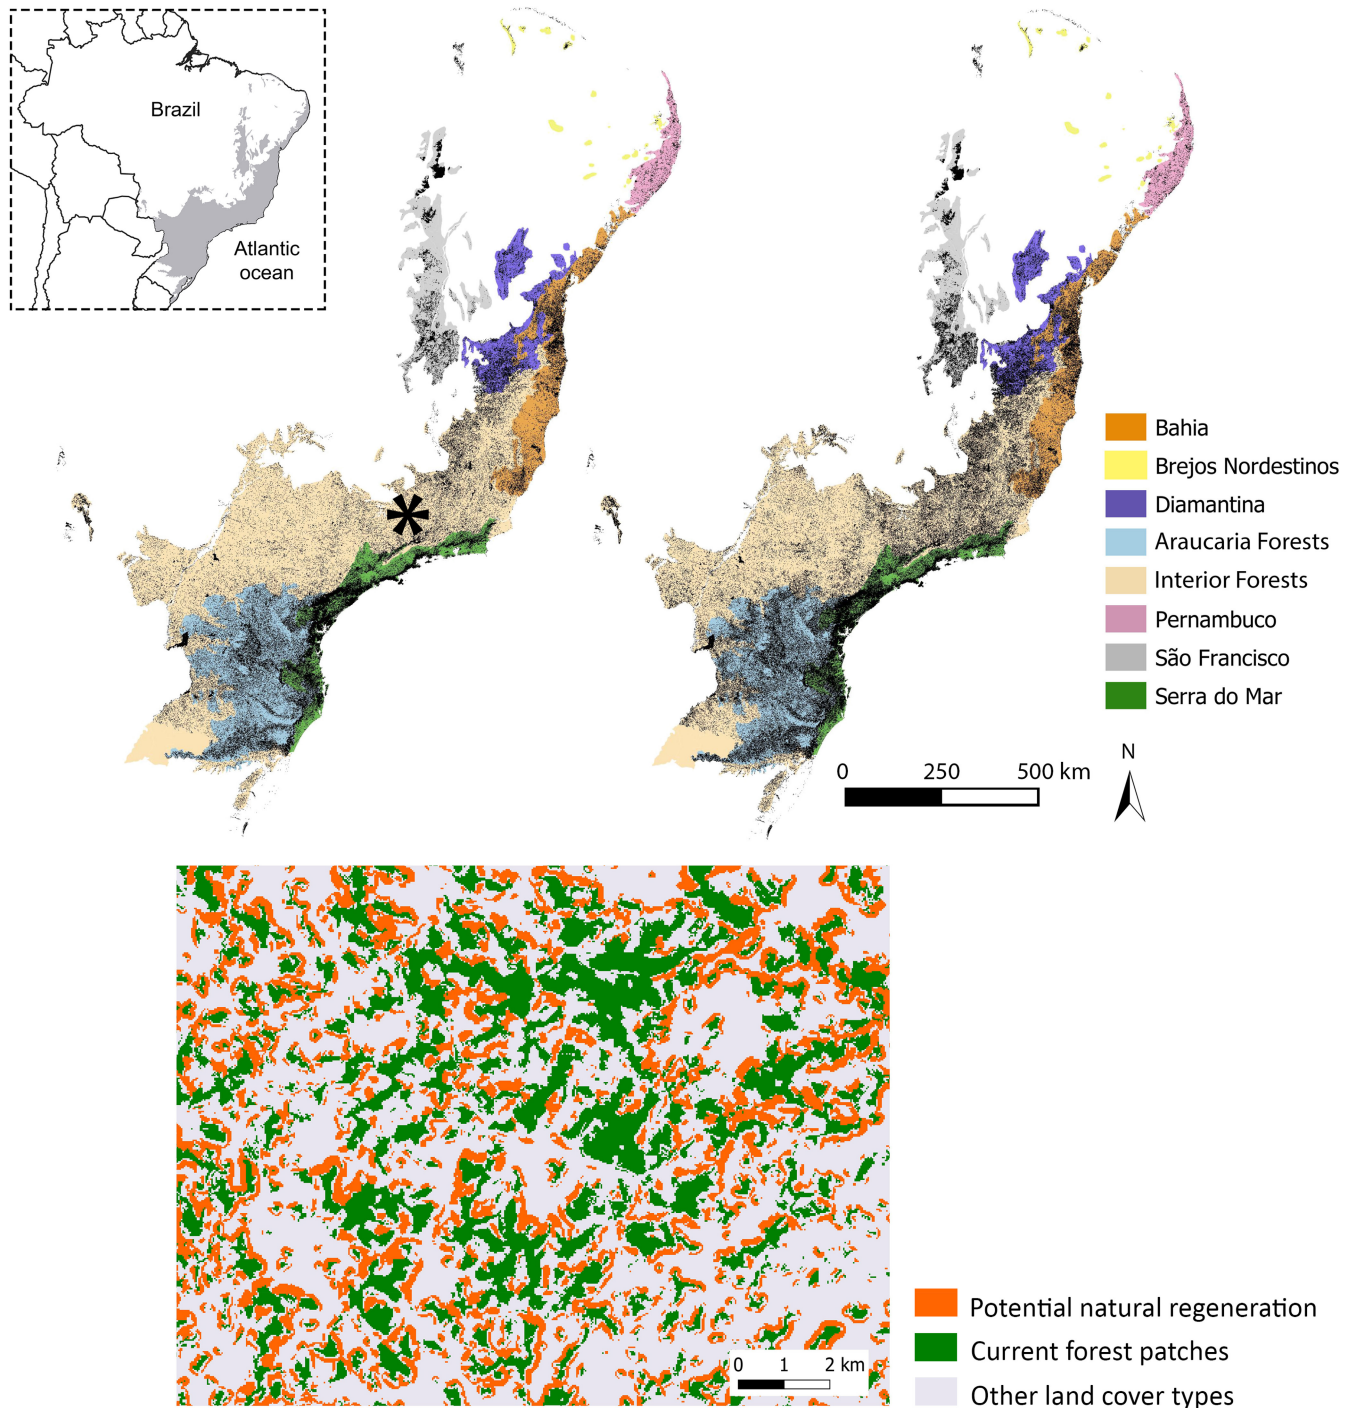 Brazil
Atlantic
ocean
Bahia
Brejos Nordestinos
Diamantina
Araucaria Forests
Interior Forests
Pernambuco
São Francisco
Serra do Mar
N
0 250 500 km
Potential natural regeneration
Current forest patches
Other land cover types
0 1 2 km